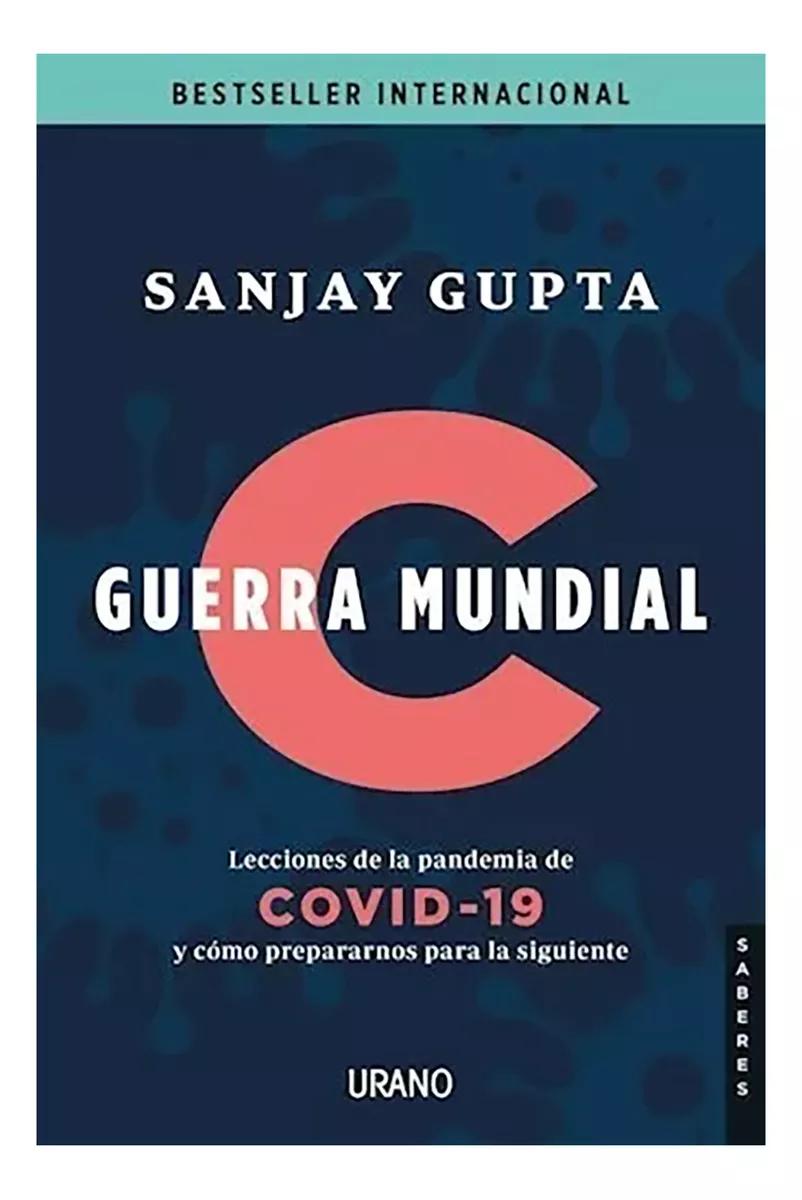 BESTSELLER INTERNACIONAL
SANJAY GUPTA
C
GUERRA MUNDIAL
Lecciones de la pandemia de
COVID-19
y cómo prepararnos para la siguiente
SABERES
URANO